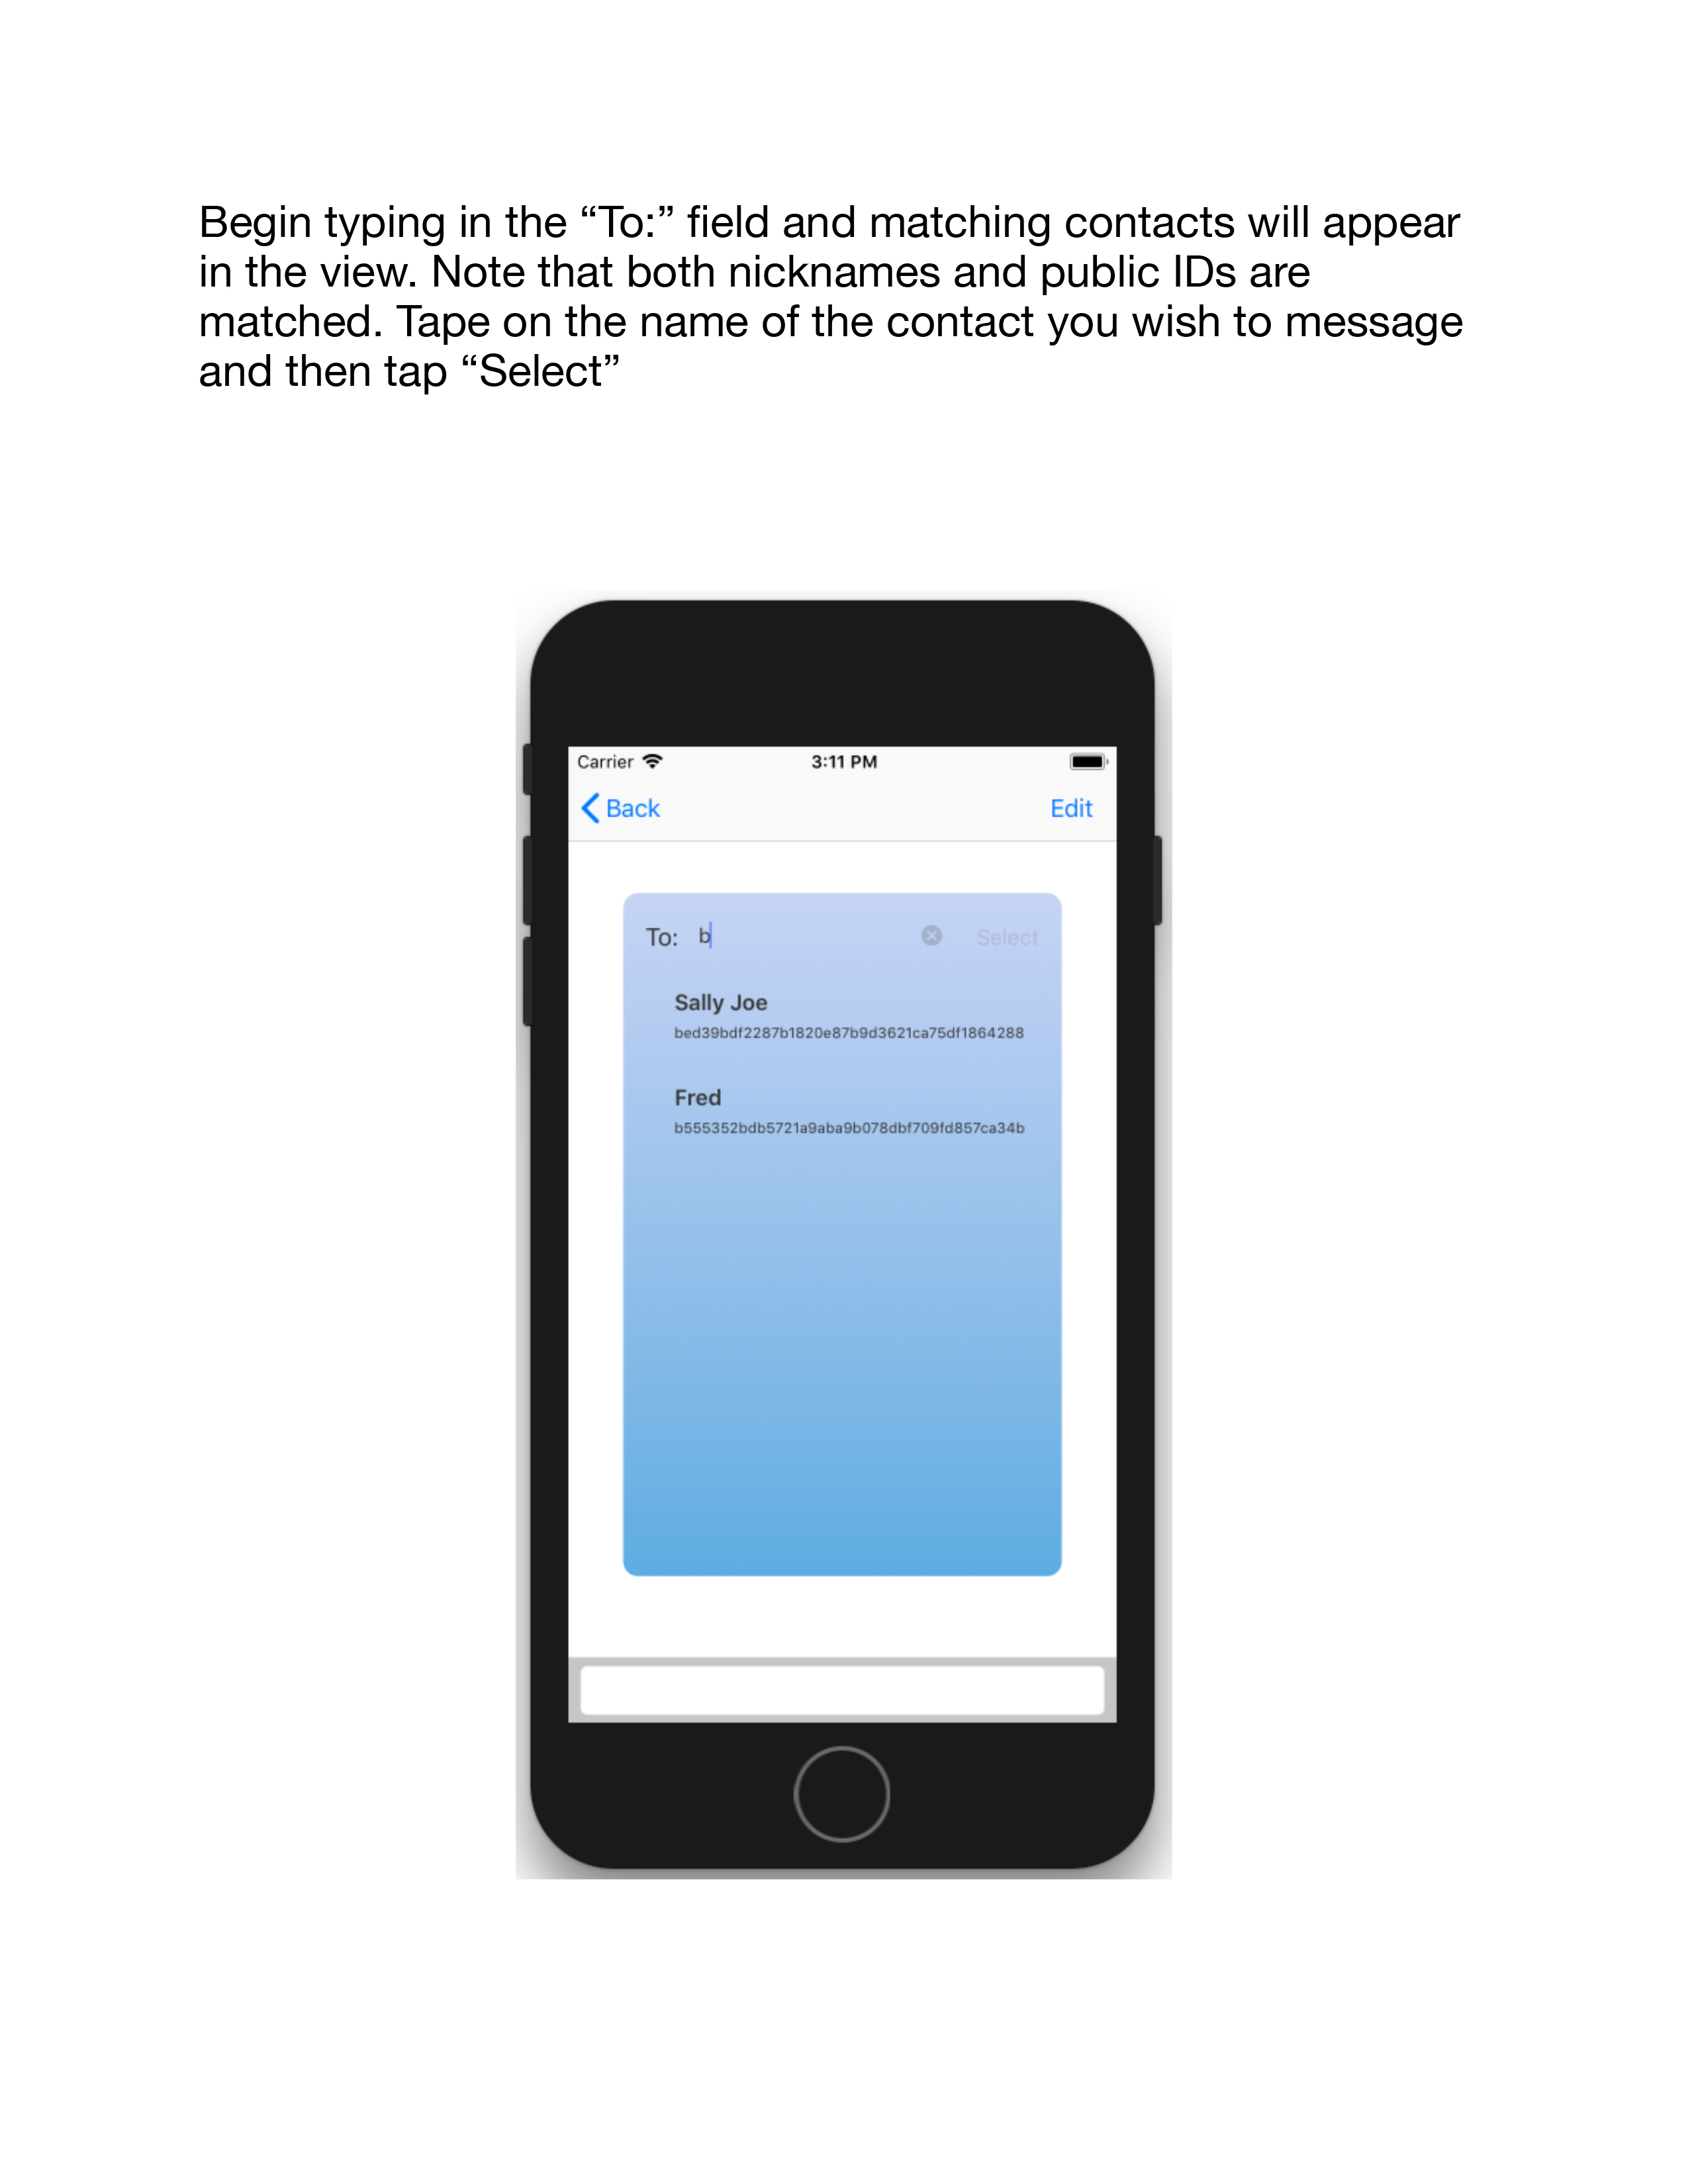 Begin typing in the “To:” field and matching contacts will appear
in the view. Note that both nicknames and public IDs are
matched. Tape on the name of the contact you wish to message
and then tap “Select”
Carrier 3:11 PM
Back Edit
To: b Select
Sally Joe
bed39bdf2287b1820e87b9d3621ca75df1864288
Fred
b555352bdb5721a9aba9b078dbf709fd857ca34b